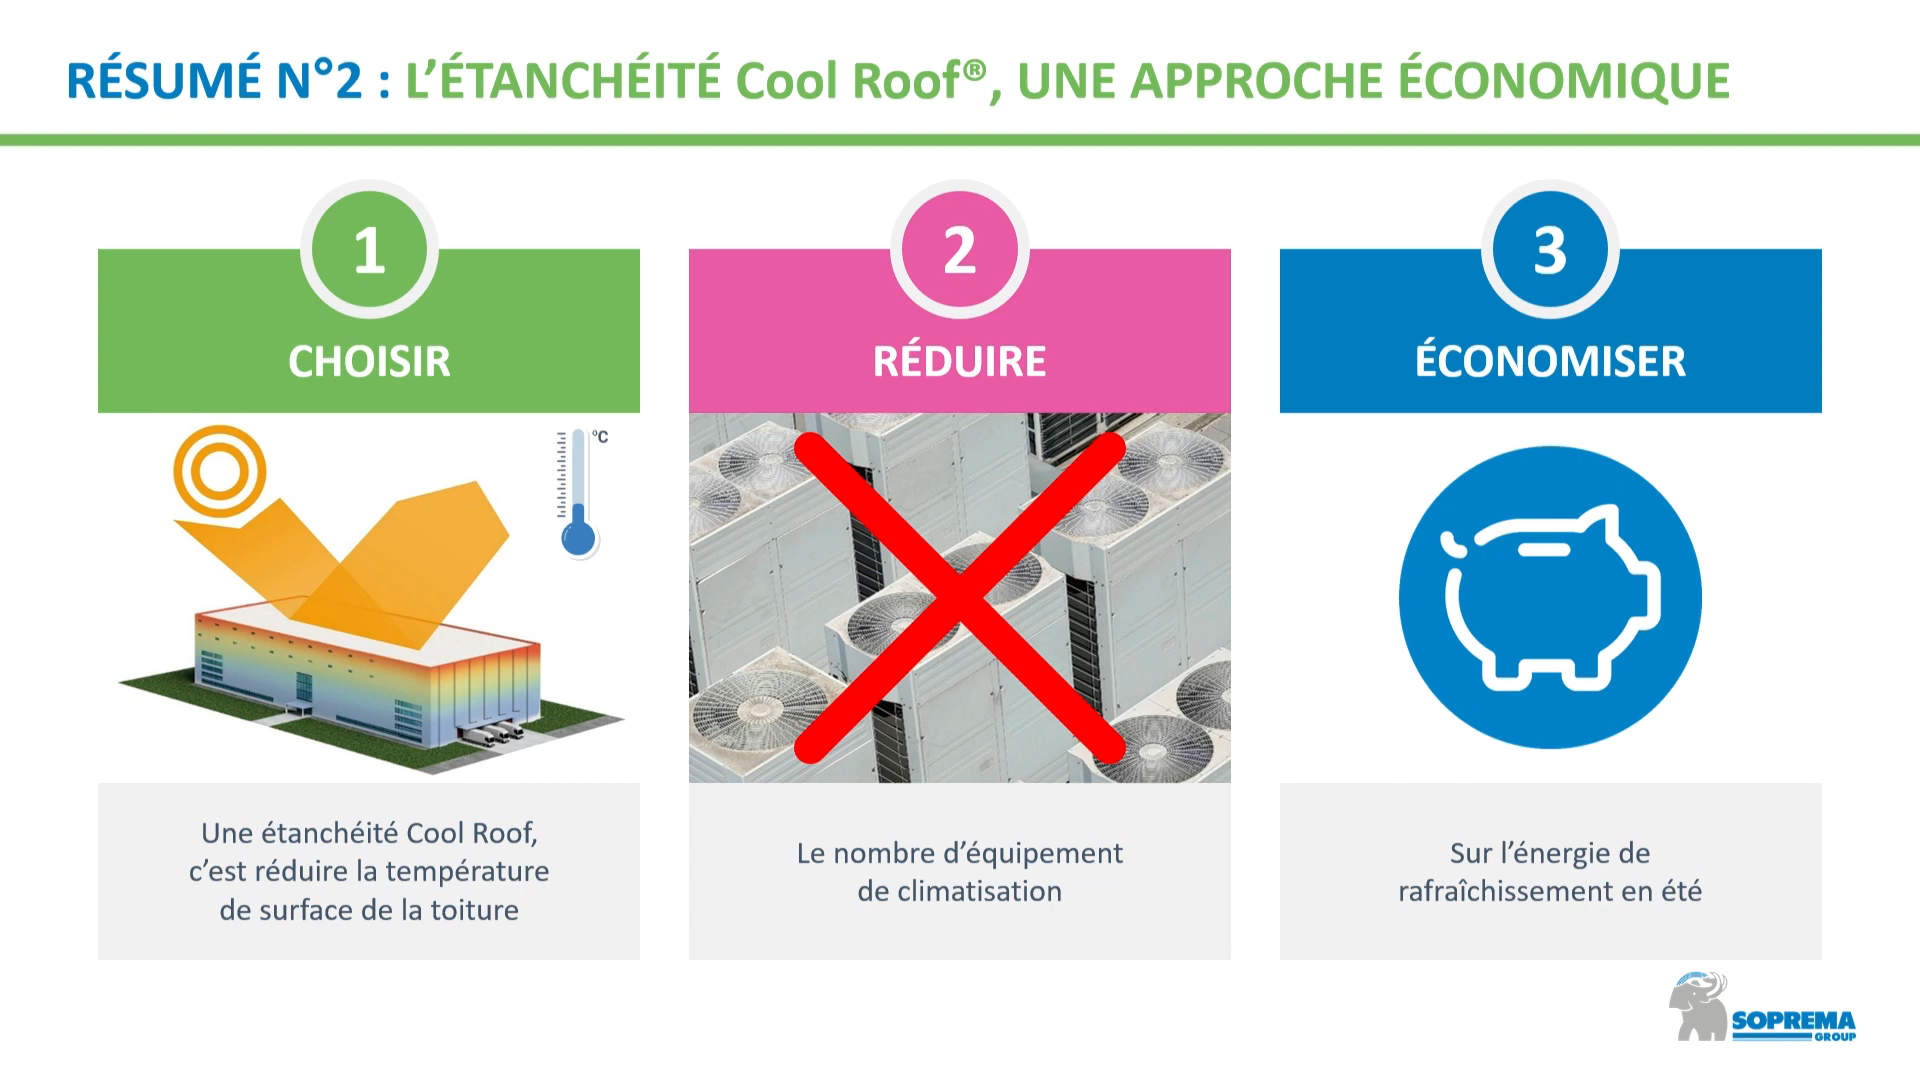 RÉSUMÉ N°2 : L’ÉTANCHÉITÉ Cool Roof®, UNE APPROCHE ÉCONOMIQUE
1
CHOISIR
°C
Une étanchéité Cool Roof,
c’est réduire la température
de surface de la toiture
2
RÉDUIRE
Le nombre d’équipement
de climatisation
3
ÉCONOMISER
Sur l’énergie de
rafraîchissement en été
SOPREMA
GROUP